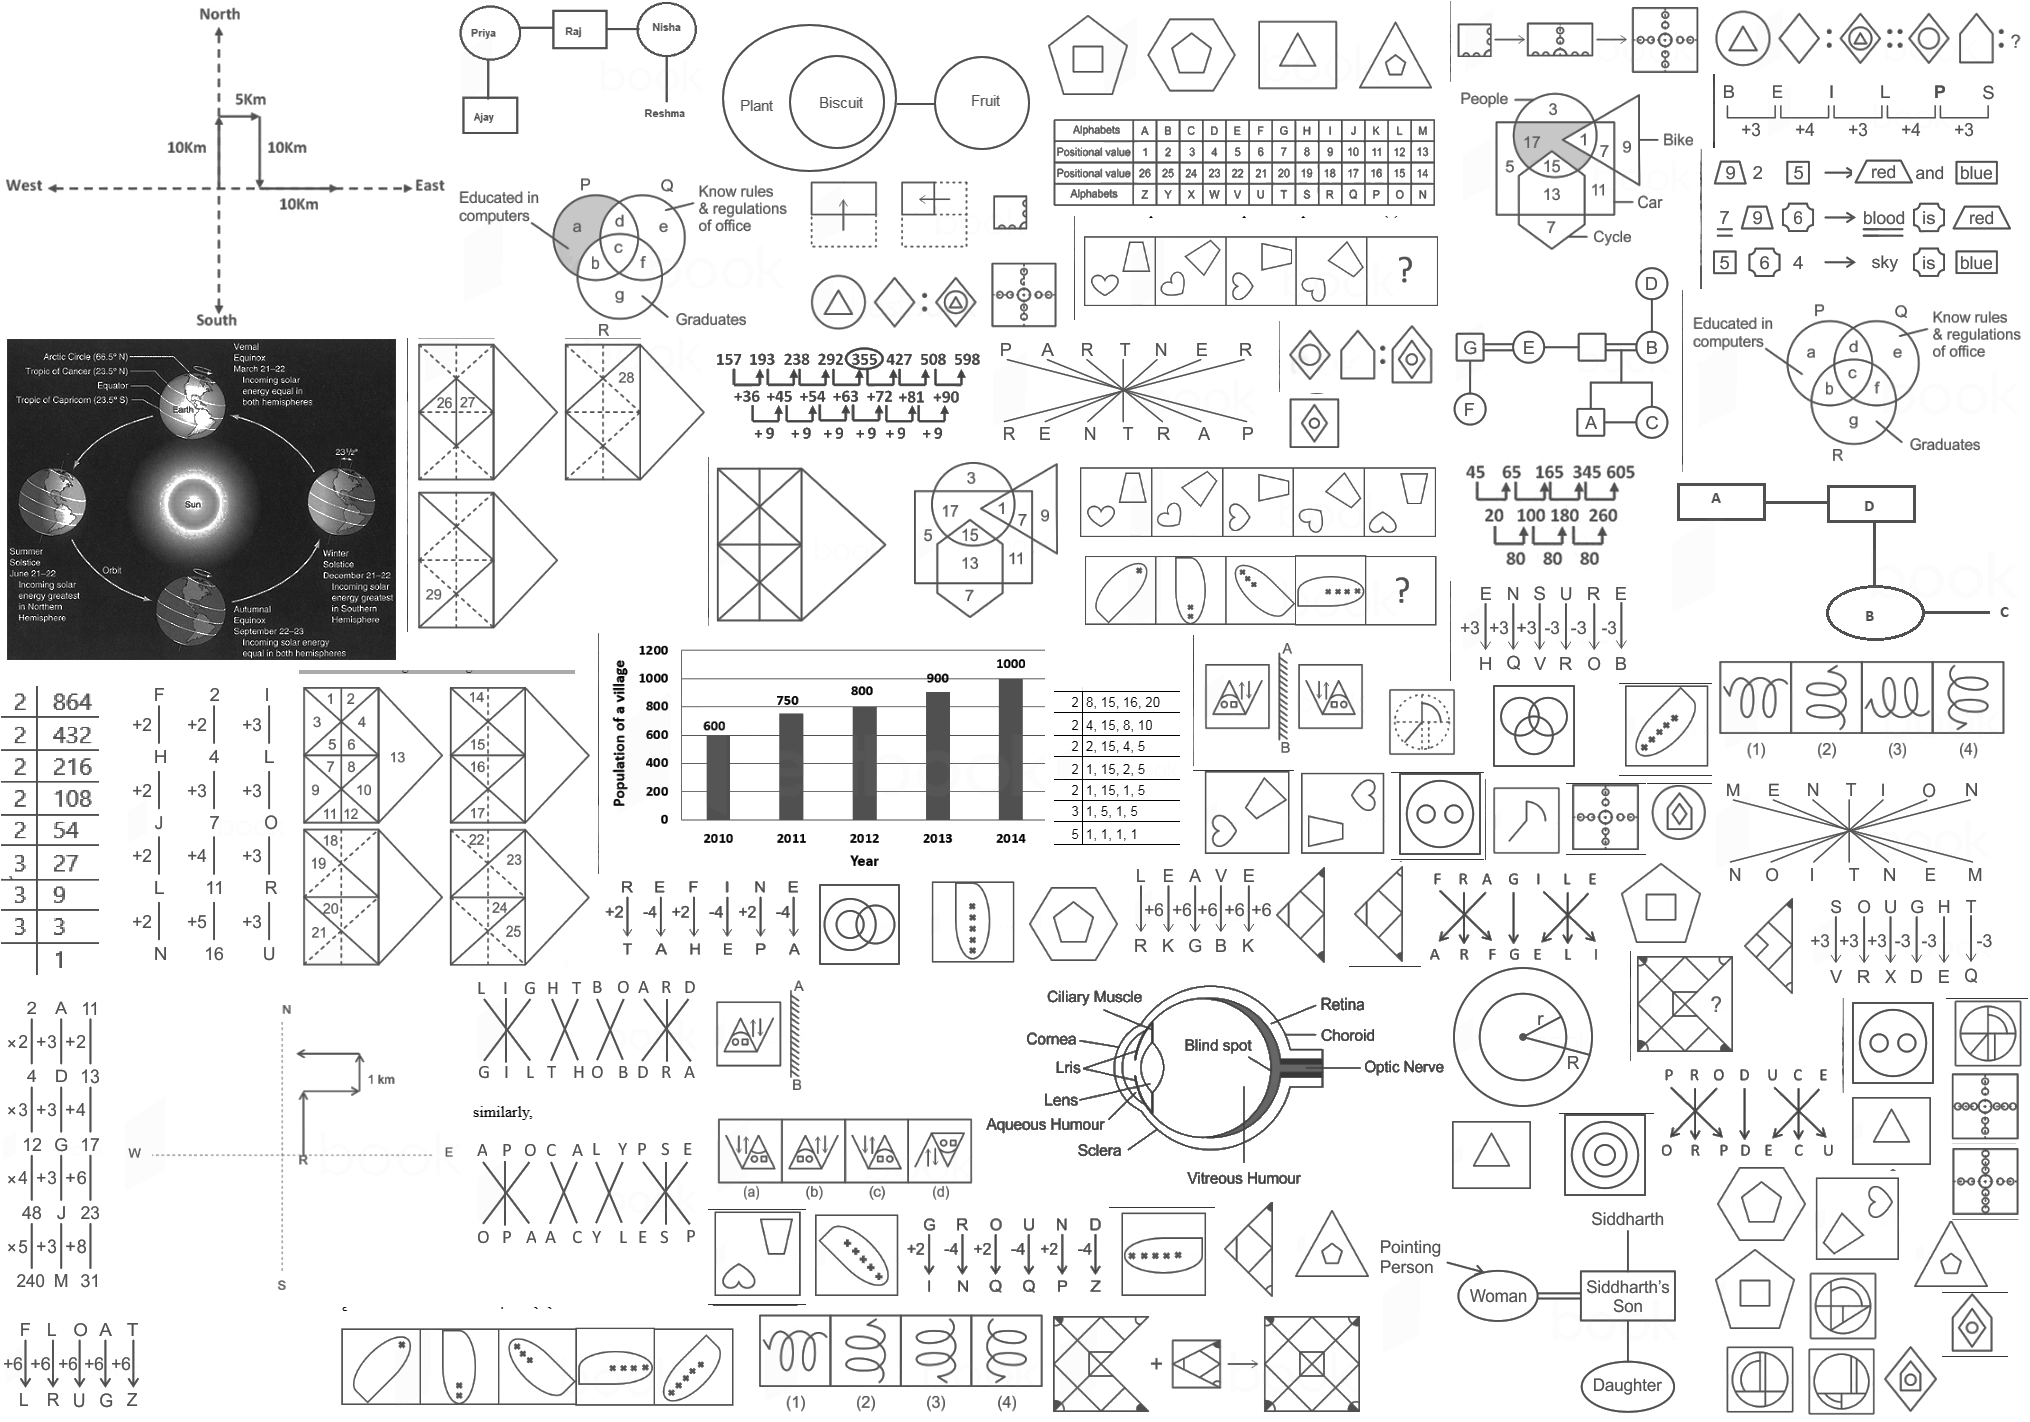 North
5Km
10Km
10Km
West
East
10Km
South
Priya
Raj
Nisha
Ajay
Reshma
Plant
Biscuit
Fruit
P
Q
Educated in
computers
Know rules
& regulations
of office
a
d
e
c
b
f
g
Graduates
R
Alphabets A B C D E F G H I J K L M
Positional value 1 2 3 4 5 6 7 8 9 10 11 12 13
Positional value 26 25 24 23 22 21 20 19 18 17 16 15 14
Alphabets Z Y X W V U T S R Q P O N
?
People
3
17
1
7
9
Bike
5
15
13
11
Car
7
Cycle
: :: : ?
B E I L P S
+3 +4 +3 +4 +3
9 2 5 red and blue
7 9 6 blood is red
5 6 4 sky is blue
Arctic Circle (66.5° N)
Tropic of Cancer (23.5° N)
Equator
Tropic of Capricorn (23.5° S)
Earth
Vernal
Equinox
March 21–22
Incoming solar
energy equal in
both hemispheres
23½°
Sun
Summer
Solstice
June 21–22
Incoming solar
energy greatest
in Northern
Hemisphere
Orbit
Winter
Solstice
December 21–22
Incoming solar
energy greatest
in Southern
Hemisphere
Autumnal
Equinox
September 22–23
Incoming solar energy
equal in both hemispheres
26 27
28
29
157 193 238 292 355 427 508 598
+36 +45 +54 +63 +72 +81 +90
+9 +9 +9 +9 +9 +9
P A R T N E R
R E N T R A P
D
G
E
B
F
A
C
P
Q
Educated in
computers
Know rules
& regulations
of office
a
d
e
c
b
f
g
Graduates
R
3
17
1
7
9
5
15
13
11
7
?
45 65 165 345 605
20 100 180 260
80 80 80
A
D
B
C
E N S U R E
+3 +3 +3 -3 -3 -3
H Q V R O B
2 864
2 432
2 216
2 108
2 54
3 27
3 9
3 3
1
F 2 I
+2 +2 +3
H 4 L
+2 +3 +3
J 7 O
+2 +4 +3
L 11 R
+2 +5 +3
N 16 U
1 2
3 4
5 6
7 8
9 10
11 12
13
14
15
16
17
18
19
20
21
22
23
24
25
Population of a village
1200
1000
800
600
400
200
0
600
750
800
900
1000
2010 2011 2012 2013 2014
Year
2 8, 15, 16, 20
2 4, 15, 8, 10
2 2, 15, 4, 5
2 1, 15, 2, 5
2 1, 15, 1, 5
3 1, 5, 1, 5
5 1, 1, 1, 1
A
B
(1) (2) (3) (4)
M E N T I O N
N O I T N E M
R E F I N E
+2 -4 +2 -4 +2 -4
T A H E P A
L E A V E
+6 +6 +6 +6 +6
R K G B K
F R A G I L E
A R F G E L I
S O U G H T
+3 +3 +3 -3 -3 -3
V R X D E Q
2 A 11
×2 +3 +2
4 D 13
×3 +3 +4
12 G 17
×4 +3 +6
48 J 23
×5 +3 +8
240 M 31
N
1 km
W
R
E
S
L I G H T B O A R D
G I L T H O B D R A
similarly,
A P O C A L Y P S E
O P A A C Y L E S P
A
B
(a) (b) (c) (d)
Ciliary Muscle
Cornea
Lris
Lens
Aqueous Humour
Sclera
Retina
Choroid
Blind spot
Optic Nerve
Vitreous Humour
r
R
?
P R O D U C E
O R P D E C U
G R O U N D
+2 -4 +2 -4 +2 -4
I N Q Q P Z
Siddharth
Pointing
Person
Woman
Siddharth's
Son
Daughter
F L O A T
+6 +6 +6 +6 +6
L R U G Z
(1) (2) (3) (4)
+